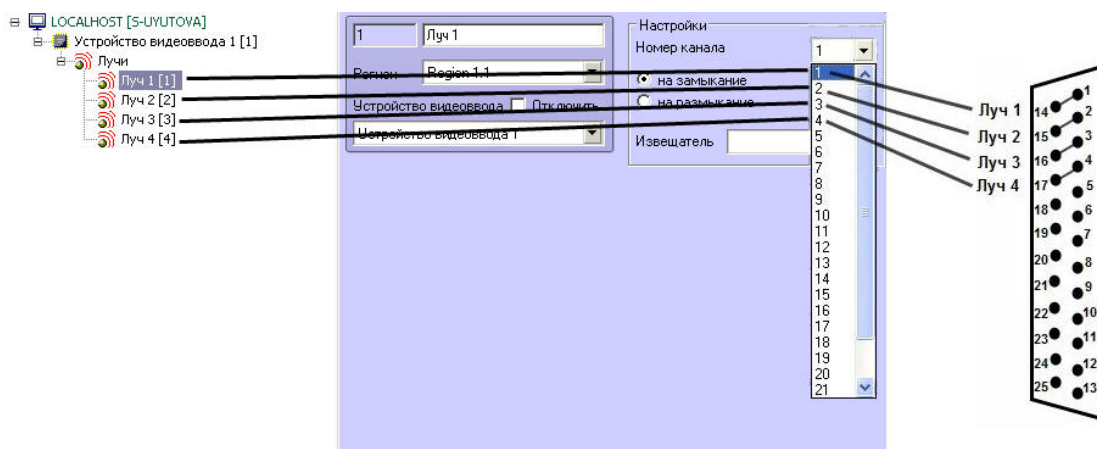 LOCALHOST [S-UYUTOVA]
Устройство видеоввода 1 [1]
Лучи
Луч 1 [1]
Луч 2 [2]
Луч 3 [3]
Луч 4 [4]
1
Луч 1
Регион
Region 1.1
Устройство видеоввода
Отключить
Устройство видеоввода 1
Настройки
Номер канала
1
на замыкание
на размыкание
Извещатель
1
2
3
4
5
6
7
8
9
10
11
12
13
14
15
16
17
18
19
20
21
Луч 1
Луч 2
Луч 3
Луч 4
1
14
2
15
3
16
4
17
5
18
6
19
7
20
8
21
9
22
10
23
11
24
12
25
13